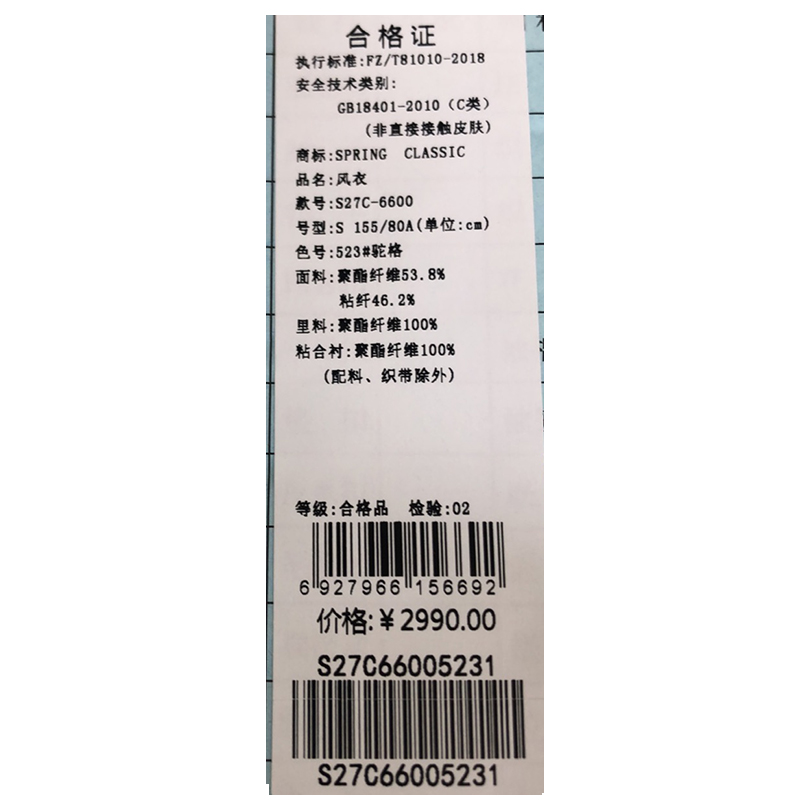 合格证
执行标准:FZ/T81010-2018
安全技术类别:
GB18401-2010（C类）
(非直接接触皮肤)
商标:SPRING CLASSIC
品名:风衣
款号:S27C-6600
号型:S 155/80A(单位:cm)
色号:523#驼格
面料:聚酯纤维53.8%
粘纤46.2%
里料:聚酯纤维100%
粘合衬:聚酯纤维100%
(配料、织带除外)
等级:合格品 检验:02
6 927966 156692
价格:￥2990.00
S27C66005231
S27C66005231